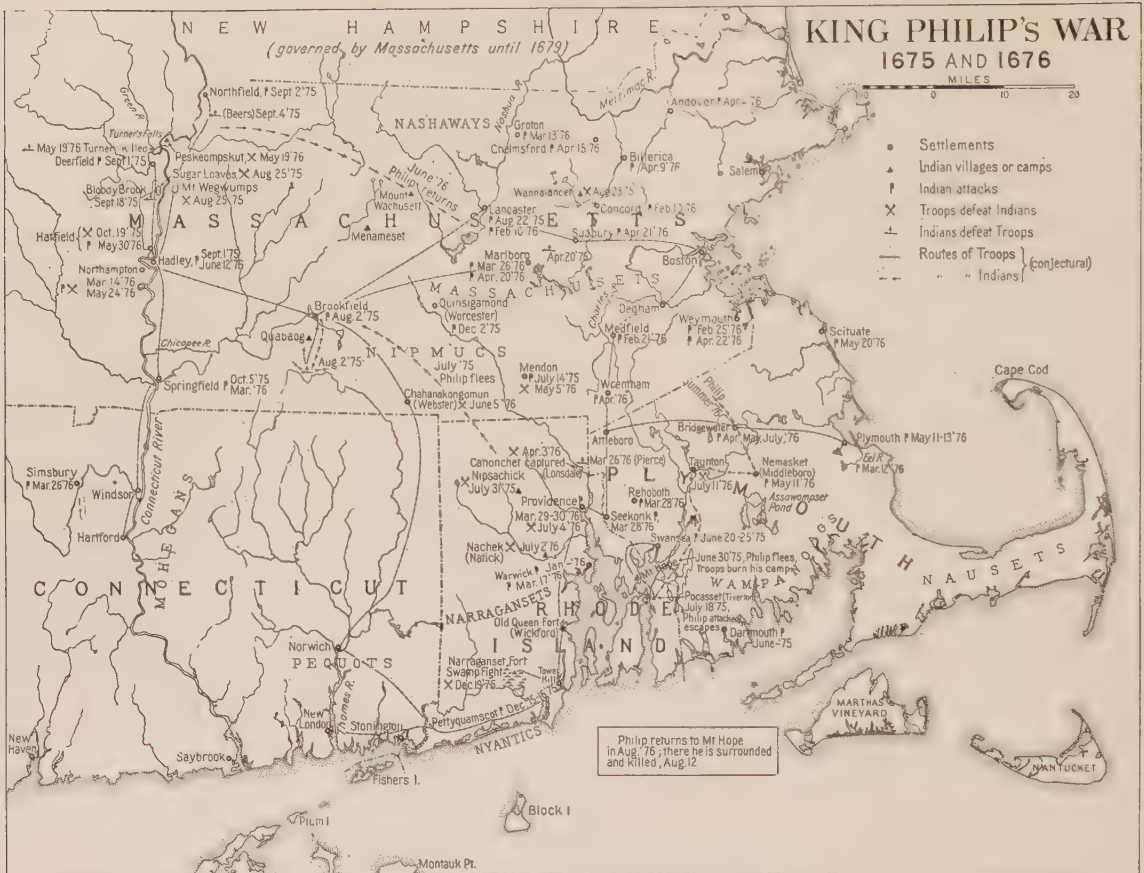 KING PHILIP'S WAR
1675 AND 1676
MILES
0
10
20
Settlements
Indian villages or camps
Indian attacks
Troops defeat Indians
Indians defeat Troops
Routes of Troops
" " Indians
(conjectural)
NEW HAMPSHIRE
(governed by Massachusetts until 1679)
Green R.
Northfield, Sept 2'75
(Beers) Sept. 4'75
Turner's Falls
May 19'76 Turner killed
Deerfield Sept 1'75
Peskeompskut, May 19'76
Sugar Loaves Aug 25'75
Mt Wegwumps
Aug 25'75
Bloody Brook
Sept 18'75
Hatfield
Oct. 19'75
May 30'76
Hadley, Sept. 1'75
June 12'76
Northampton
Mar 14'76
May 24'76
MASSACHUSETTS
NASHAWAYS
Nashua R.
Merrimac R.
Groton
Mar 13'76
Chelmsford Apr 15'76
Andover Apr - 76
Billerica
Apr. 9'76
Salem
Wannalancet
Concord
June '76
Philip returns
Mount
Wachusett
Menameset
Lancaster
Aug 22'75
Feb 10'76
Sudbury Apr 21'76
Apr. 20'76
Marlboro
Mar 26'76
Apr. 20'76
MASSACHUSETS
Boston
Charles R.
Dedham
Quinsigamond
(Worcester)
Dec 2'75
Brookfield
Aug. 2'75
Quabaog
Aug. 2'75
NIPMUCS
July '75
Philip flees
Chicopee R.
Springfield Oct. 5'75
Mar. '76
Chahanakongomun
(Webster) June 5'76
Mendon
July 14'75
May 5'76
Medfield
Feb. 21-'76
Weymouth
Feb 25'76
Apr. 22'76
Scituate
May 20'76
Wrentham
Apr. '76
Philip
Summer '76
Attleboro
Bridgewater
Apr May, July, '76
Plymouth May 11-13'76
Eel R.
Mar. 12'76
Cape Cod
Connecticut River
Simsbury
Mar. 26'76
Windsor
Hartford
MOHEGANS
CONNECTICUT
Apr. 3'76
Canonchet captured
(Lonsdale)
Mar 26'76 (Pierce)
Nipsachick
July 31'75
Providence
Mar. 29-30'76
July 4'76
PLYMOUTH
Taunton
July 11'76
Nemasket
(Middleboro)
May 11'76
Assawompset
Pond
Rehoboth
Mar 28'76
Seekonk
Mar 28'76
Swansea June 20-25'75
Nachek July 2'76
(Natick)
Warwick Jan - '76
Mar. 17'76
Mt Hope
June 30'75, Philip flees,
Troops burn his camp
WAMPANOAGS
NAUSETS
Pocasset (Tiverton)
July 18'75,
Philip attacked
escapes
Dartmouth
June-'75
NARRAGANSETS
RHODE
ISLAND
Old Queen Fort
(Wickford)
Narraganset Fort
Swamp Fight
Dec 19'75
Tower
Hill
Pettyquamscot Dec. 15-16'75
Norwich
PEQUOTS
Thames R.
New
London
Stonington
NYANTICS
New
Haven
Saybrook
Fishers I.
Philip returns to Mt Hope
in Aug. '76; there he is surrounded
and killed, Aug. 12
MARTHAS
VINEYARD
NANTUCKET
Block I
Plum I
Montauk Pt.